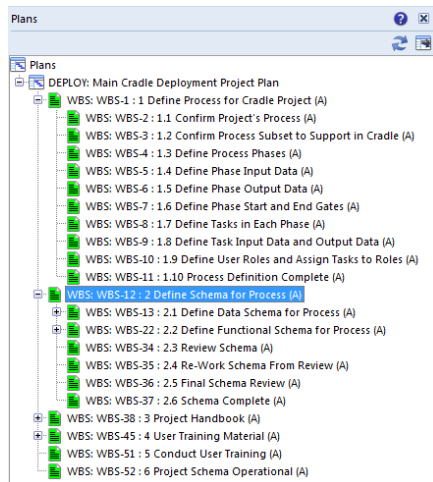 Plans
Plans
DEPLOY: Main Cradle Deployment Project Plan
WBS: WBS-1 : 1 Define Process for Cradle Project (A)
WBS: WBS-2 : 1.1 Confirm Project's Process (A)
WBS: WBS-3 : 1.2 Confirm Process Subset to Support in Cradle (A)
WBS: WBS-4 : 1.3 Define Process Phases (A)
WBS: WBS-5 : 1.4 Define Phase Input Data (A)
WBS: WBS-6 : 1.5 Define Phase Output Data (A)
WBS: WBS-7 : 1.6 Define Phase Start and End Gates (A)
WBS: WBS-8 : 1.7 Define Tasks in Each Phase (A)
WBS: WBS-9 : 1.8 Define Task Input Data and Output Data (A)
WBS: WBS-10 : 1.9 Define User Roles and Assign Tasks to Roles (A)
WBS: WBS-11 : 1.10 Process Definition Complete (A)
WBS: WBS-12 : 2 Define Schema for Process (A)
WBS: WBS-13 : 2.1 Define Data Schema for Process (A)
WBS: WBS-22 : 2.2 Define Functional Schema for Process (A)
WBS: WBS-34 : 2.3 Review Schema (A)
WBS: WBS-35 : 2.4 Re-Work Schema From Review (A)
WBS: WBS-36 : 2.5 Final Schema Review (A)
WBS: WBS-37 : 2.6 Schema Complete (A)
WBS: WBS-38 : 3 Project Handbook (A)
WBS: WBS-45 : 4 User Training Material (A)
WBS: WBS-51 : 5 Conduct User Training (A)
WBS: WBS-52 : 6 Project Schema Operational (A)